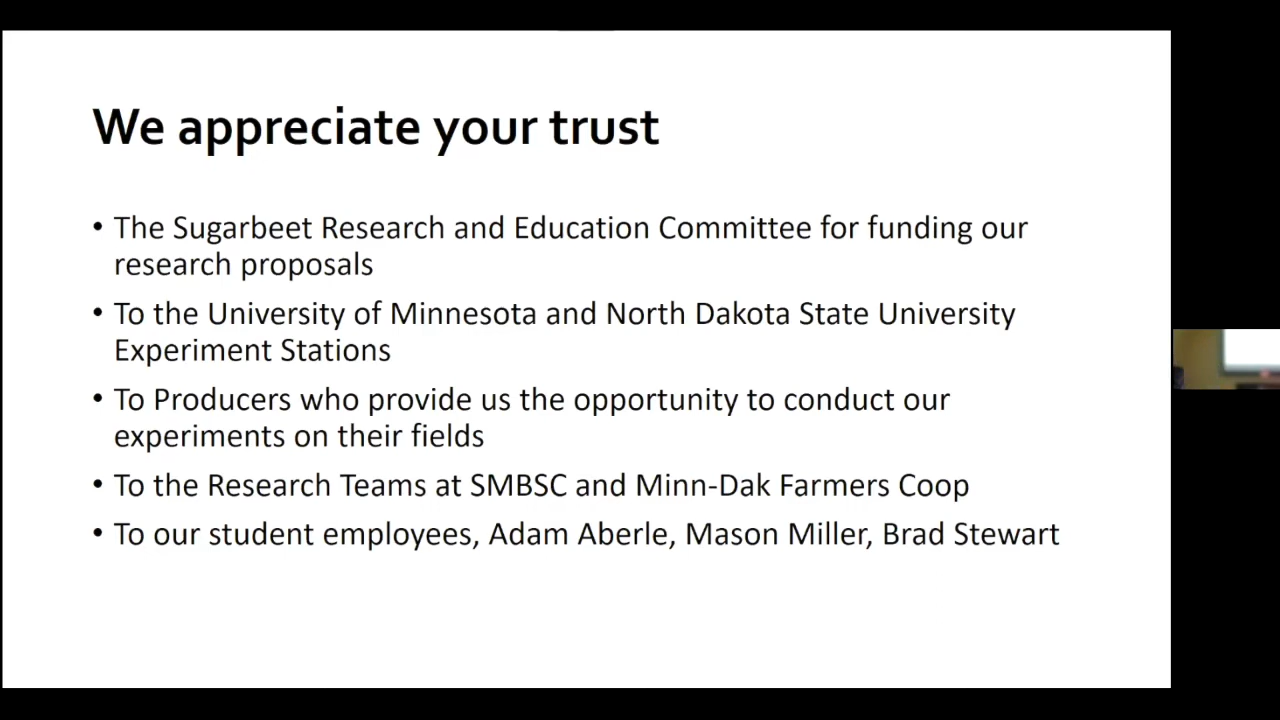 We appreciate your trust
• The Sugarbeet Research and Education Committee for funding our
research proposals
• To the University of Minnesota and North Dakota State University
Experiment Stations
• To Producers who provide us the opportunity to conduct our
experiments on their fields
• To the Research Teams at SMBSC and Minn-Dak Farmers Coop
• To our student employees, Adam Aberle, Mason Miller, Brad Stewart